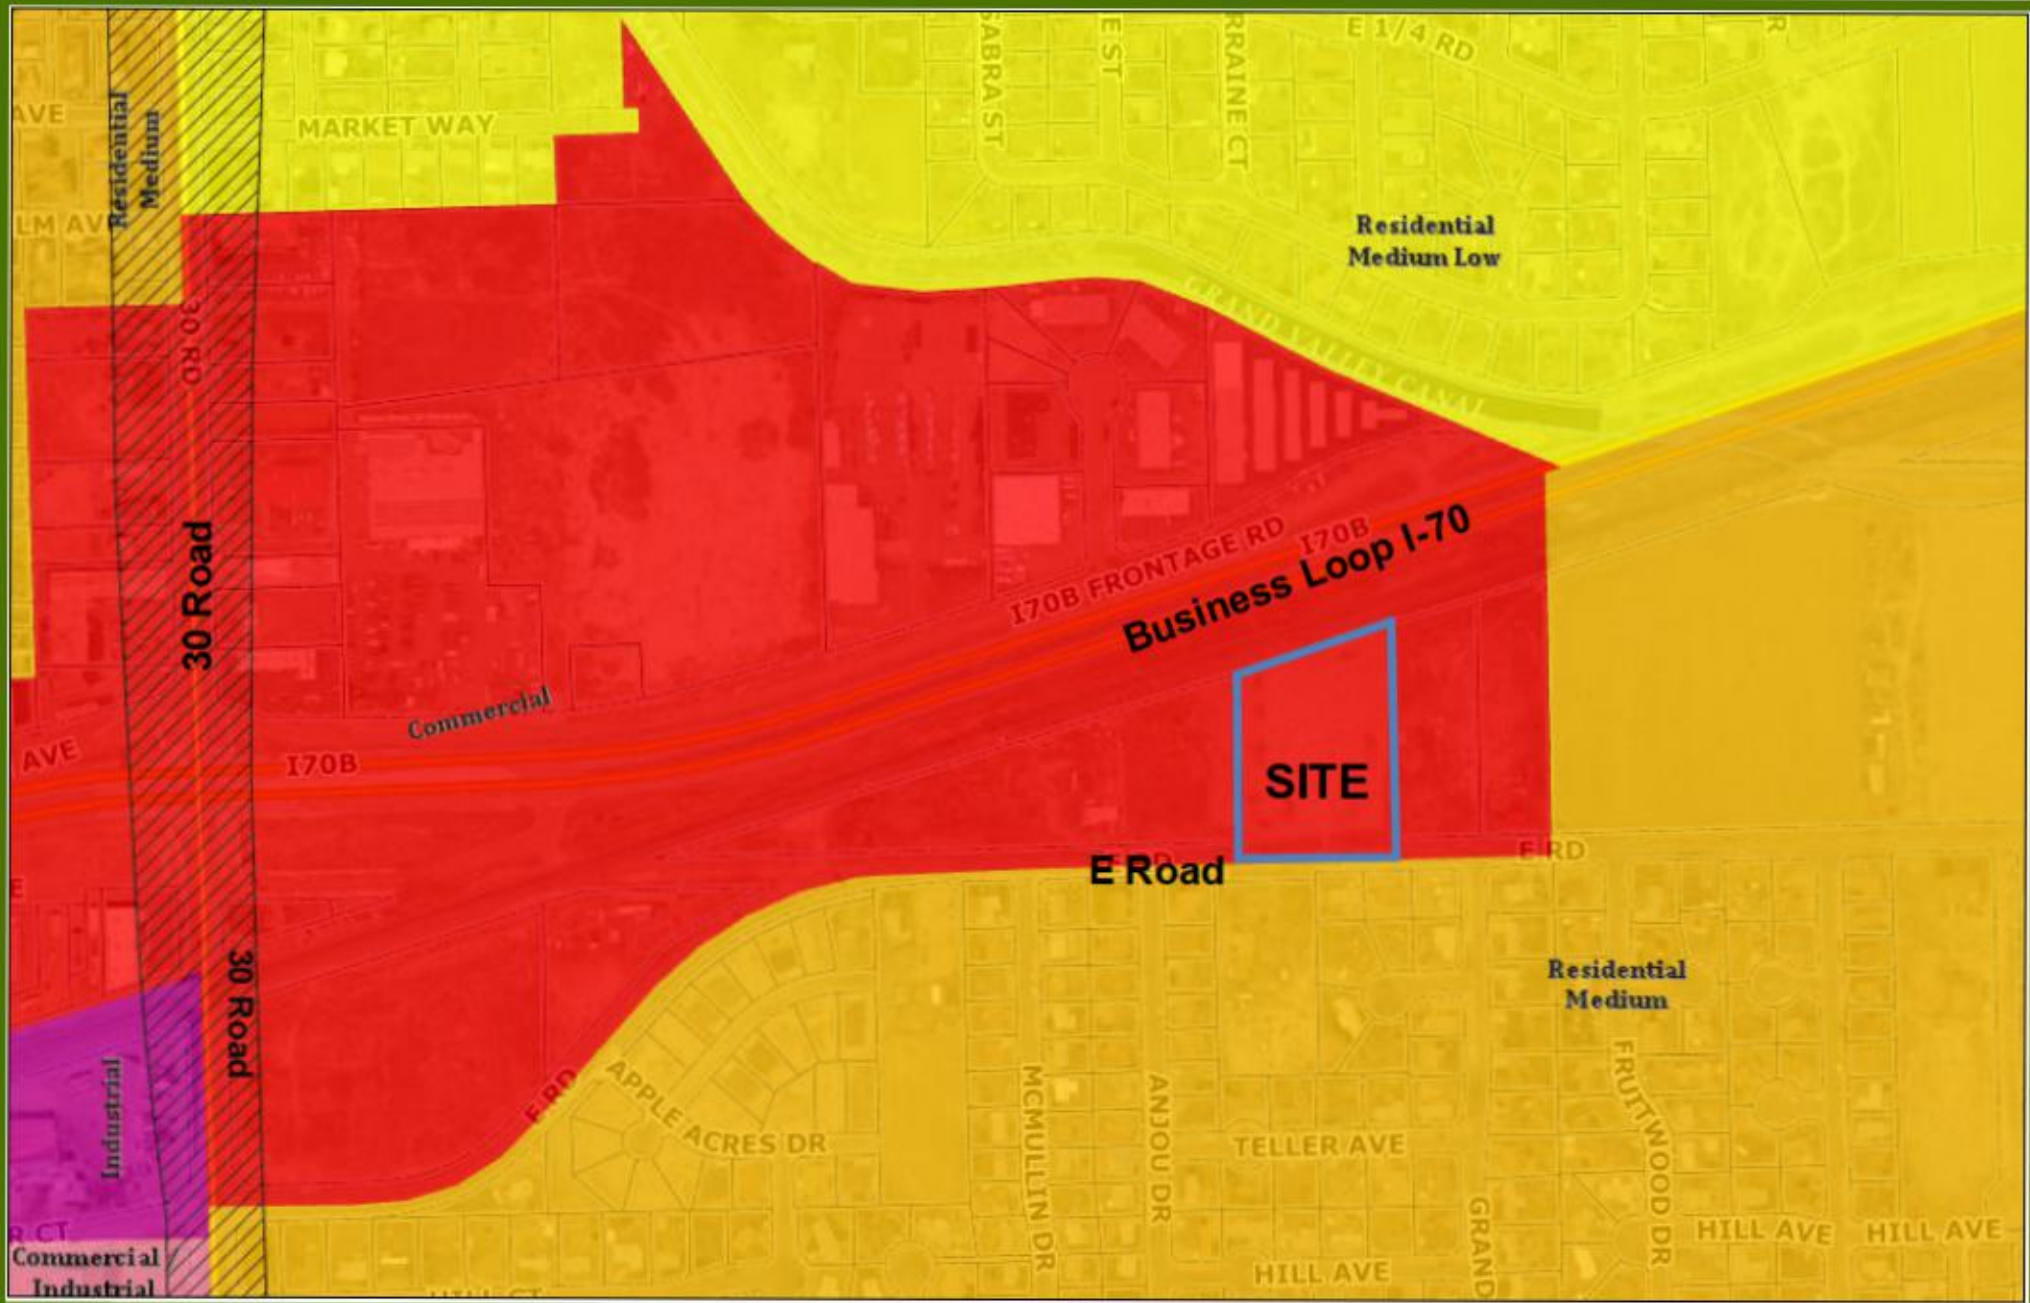 SABRA ST
E ST
RRAINE CT
E 1/4 RD
R
AVE
MARKET WAY
Residential
Medium
LM AV
Residential
Medium Low
30 RD
GRAND VALLEY CANAL
30 Road
I70B FRONTAGE RD
I70B
Business Loop I-70
Commercial
AVE
I70B
SITE
E RD
E Road
E
30 Road
Residential
Medium
Industrial
E RD
APPLE ACRES DR
MCMULLIN DR
ANJOU DR
TELLER AVE
GRAND
FRUITWOOD DR
HILL AVE
HILL AVE
HILL AVE
R CT
Commercial
Industrial
HILL CT